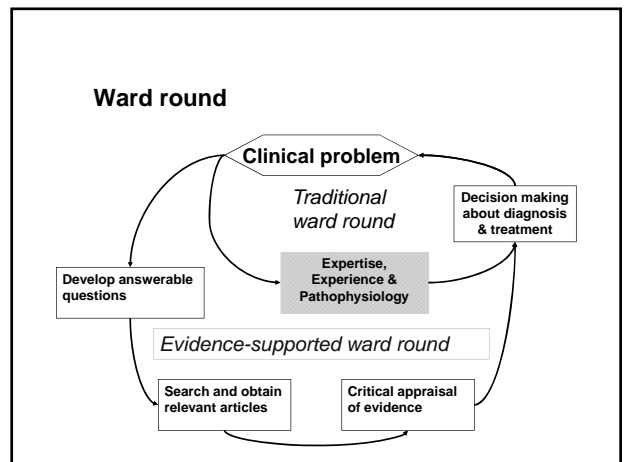 Ward round
Clinical problem
Traditional
ward round
Decision making
about diagnosis
& treatment
Expertise,
Experience &
Pathophysiology
Develop answerable
questions
Evidence-supported ward round
Search and obtain
relevant articles
Critical appraisal
of evidence